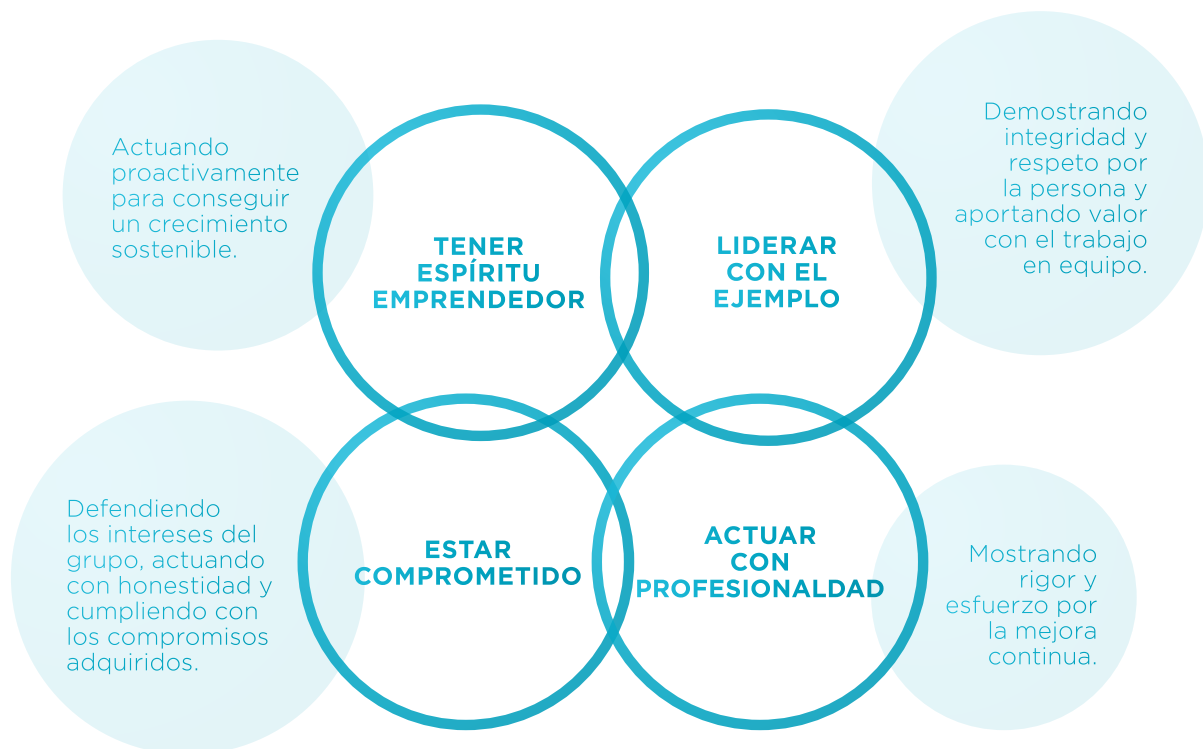 Actuando
proactivamente
para conseguir
un crecimiento
sostenible.
TENER
ESPÍRITU
EMPRENDEDOR
LIDERAR
CON EL
EJEMPLO
Demostrando
integridad y
respeto por
la persona y
aportando valor
con el trabajo
en equipo.
Defendiendo
los intereses del
grupo, actuando
con honestidad y
cumpliendo con
los compromisos
adquiridos.
ESTAR
COMPROMETIDO
ACTUAR
CON
PROFESIONALDAD
Mostrando
rigor y
esfuerzo por
la mejora
continua.